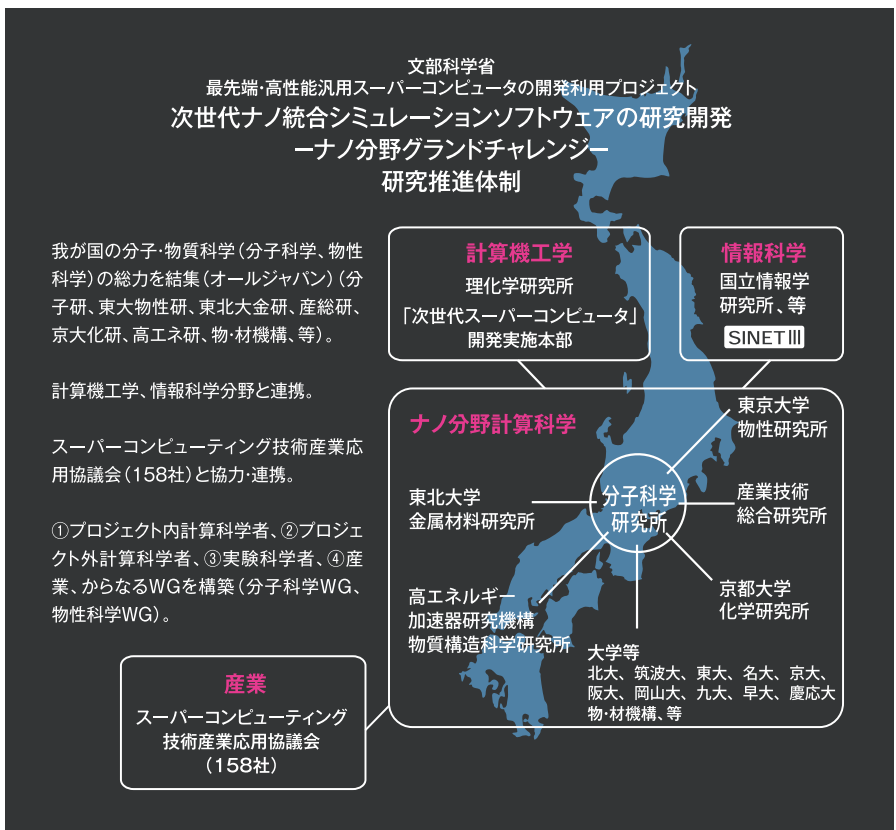 文部科学省
最先端・高性能汎用スーパーコンピュータの開発利用プロジェクト
次世代ナノ統合シミュレーションソフトウェアの研究開発
ーナノ分野グランドチャレンジー
研究推進体制
我が国の分子・物質科学（分子科学、物性
科学）の総力を結集（オールジャパン）（分
子研、東大物性研、東北大金研、産総研、
京大化研、高エネ研、物・材機構、等）。
計算機工学、情報科学分野と連携。
スーパーコンピューティング技術産業応
用協議会（158社）と協力・連携。
①プロジェクト内計算科学者、②プロジェ
クト外計算科学者、③実験科学者、④産
業、からなるWGを構築（分子科学WG、
物性科学WG）。
計算機工学
理化学研究所
「次世代スーパーコンピュータ」
開発実施本部
情報科学
国立情報学
研究所、等
SINETⅢ
ナノ分野計算科学
東京大学
物性研究所
分子科学
研究所
東北大学
金属材料研究所
産業技術
総合研究所
高エネルギー
加速器研究機構
物質構造科学研究所
京都大学
化学研究所
大学等
北大、筑波大、東大、名大、京大、
阪大、岡山大、九大、早大、慶応大
物・材機構、等
産業
スーパーコンピューティング
技術産業応用協議会
（158社）